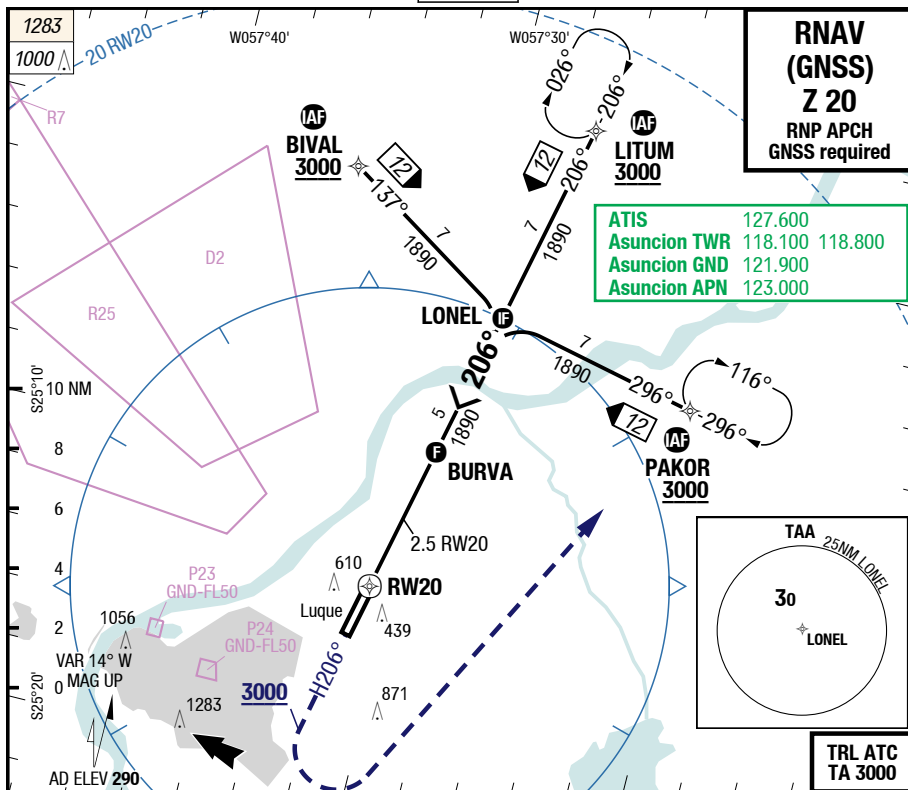 1283
1000
20 RW20
W057°40'
W057°30'
RNAV
(GNSS)
Z 20
RNP APCH
GNSS required
R7
IAF
BIVAL
3000
12
137°
7
1890
026°
206°
IAF
LITUM
3000
12
206°
7
1890
ATIS 127.600
Asuncion TWR 118.100 118.800
Asuncion GND 121.900
Asuncion APN 123.000
D2
R25
LONEL IF
206°
7
1890
296°
116°
296°
12
IAF
PAKOR
3000
S25°10'
10 NM
8
6
4
2
0
S25°20'
5
1890
F
BURVA
2.5 RW20
610
RW20
Luque
439
P23
GND-FL50
P24
GND-FL50
1056
VAR 14° W
MAG UP
1283
3000
H206°
871
AD ELEV 290
TAA
25NM LONEL
30
LONEL
TRL ATC
TA 3000